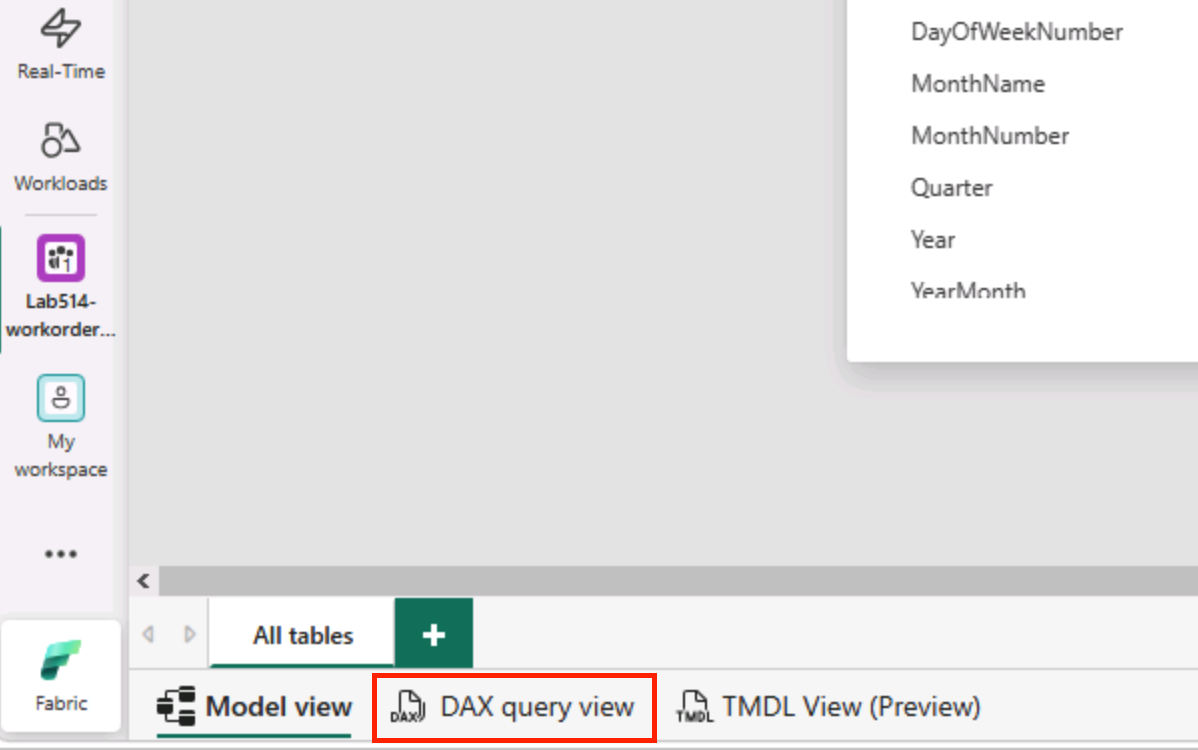 Real-Time
Workloads
Lab514-
workorder...
My
workspace
Fabric
DayOfWeekNumber
MonthName
MonthNumber
Quarter
Year
YearMonth
All tables
Model view
DAX
DAX query view
TMDL
TMDL View (Preview)